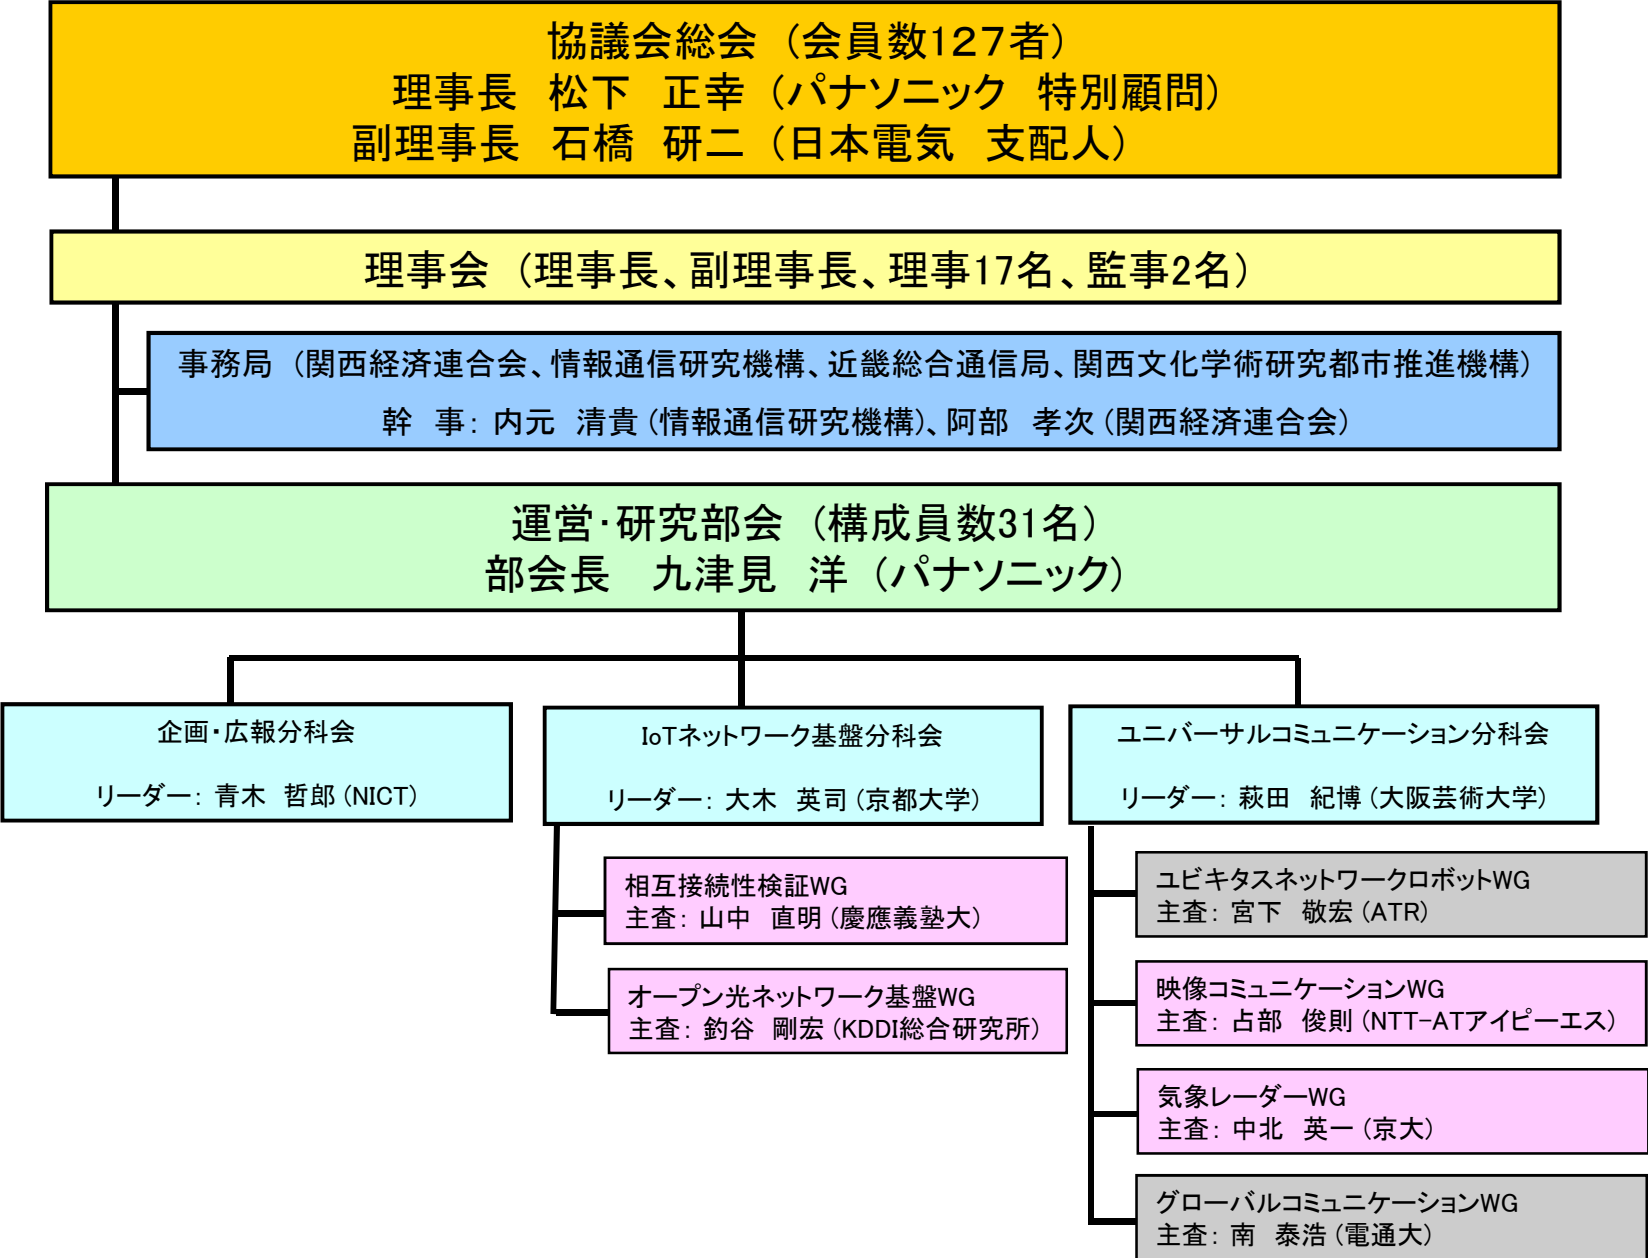 協議会総会 （会員数127者）
理事長　松下　正幸 （パナソニック　特別顧問）
副理事長　石橋　研二 （日本電気　支配人）
理事会 （理事長、副理事長、理事17名、監事2名）
事務局 （関西経済連合会、情報通信研究機構、近畿総合通信局、関西文化学術研究都市推進機構）
幹　事： 内元　清貴 （情報通信研究機構）、阿部　孝次 （関西経済連合会）
運営・研究部会 （構成員数31名）
部会長　九津見　洋 （パナソニック）
企画・広報分科会
リーダー： 青木　哲郎 （NICT）
IoTネットワーク基盤分科会
リーダー： 大木　英司 （京都大学）
相互接続性検証WG
主査： 山中　直明 （慶應義塾大）
オープン光ネットワーク基盤WG
主査： 釣谷　剛宏 （KDDI総合研究所）
ユニバーサルコミュニケーション分科会
リーダー： 萩田　紀博 （大阪芸術大学）
ユビキタスネットワークロボットWG
主査： 宮下　敬宏 （ATR）
映像コミュニケーションWG
主査： 占部　俊則 （NTT-ATアイピーエス）
気象レーダーWG
主査： 中北　英一 （京大）
グローバルコミュニケーションWG
主査： 南　泰浩 （電通大）